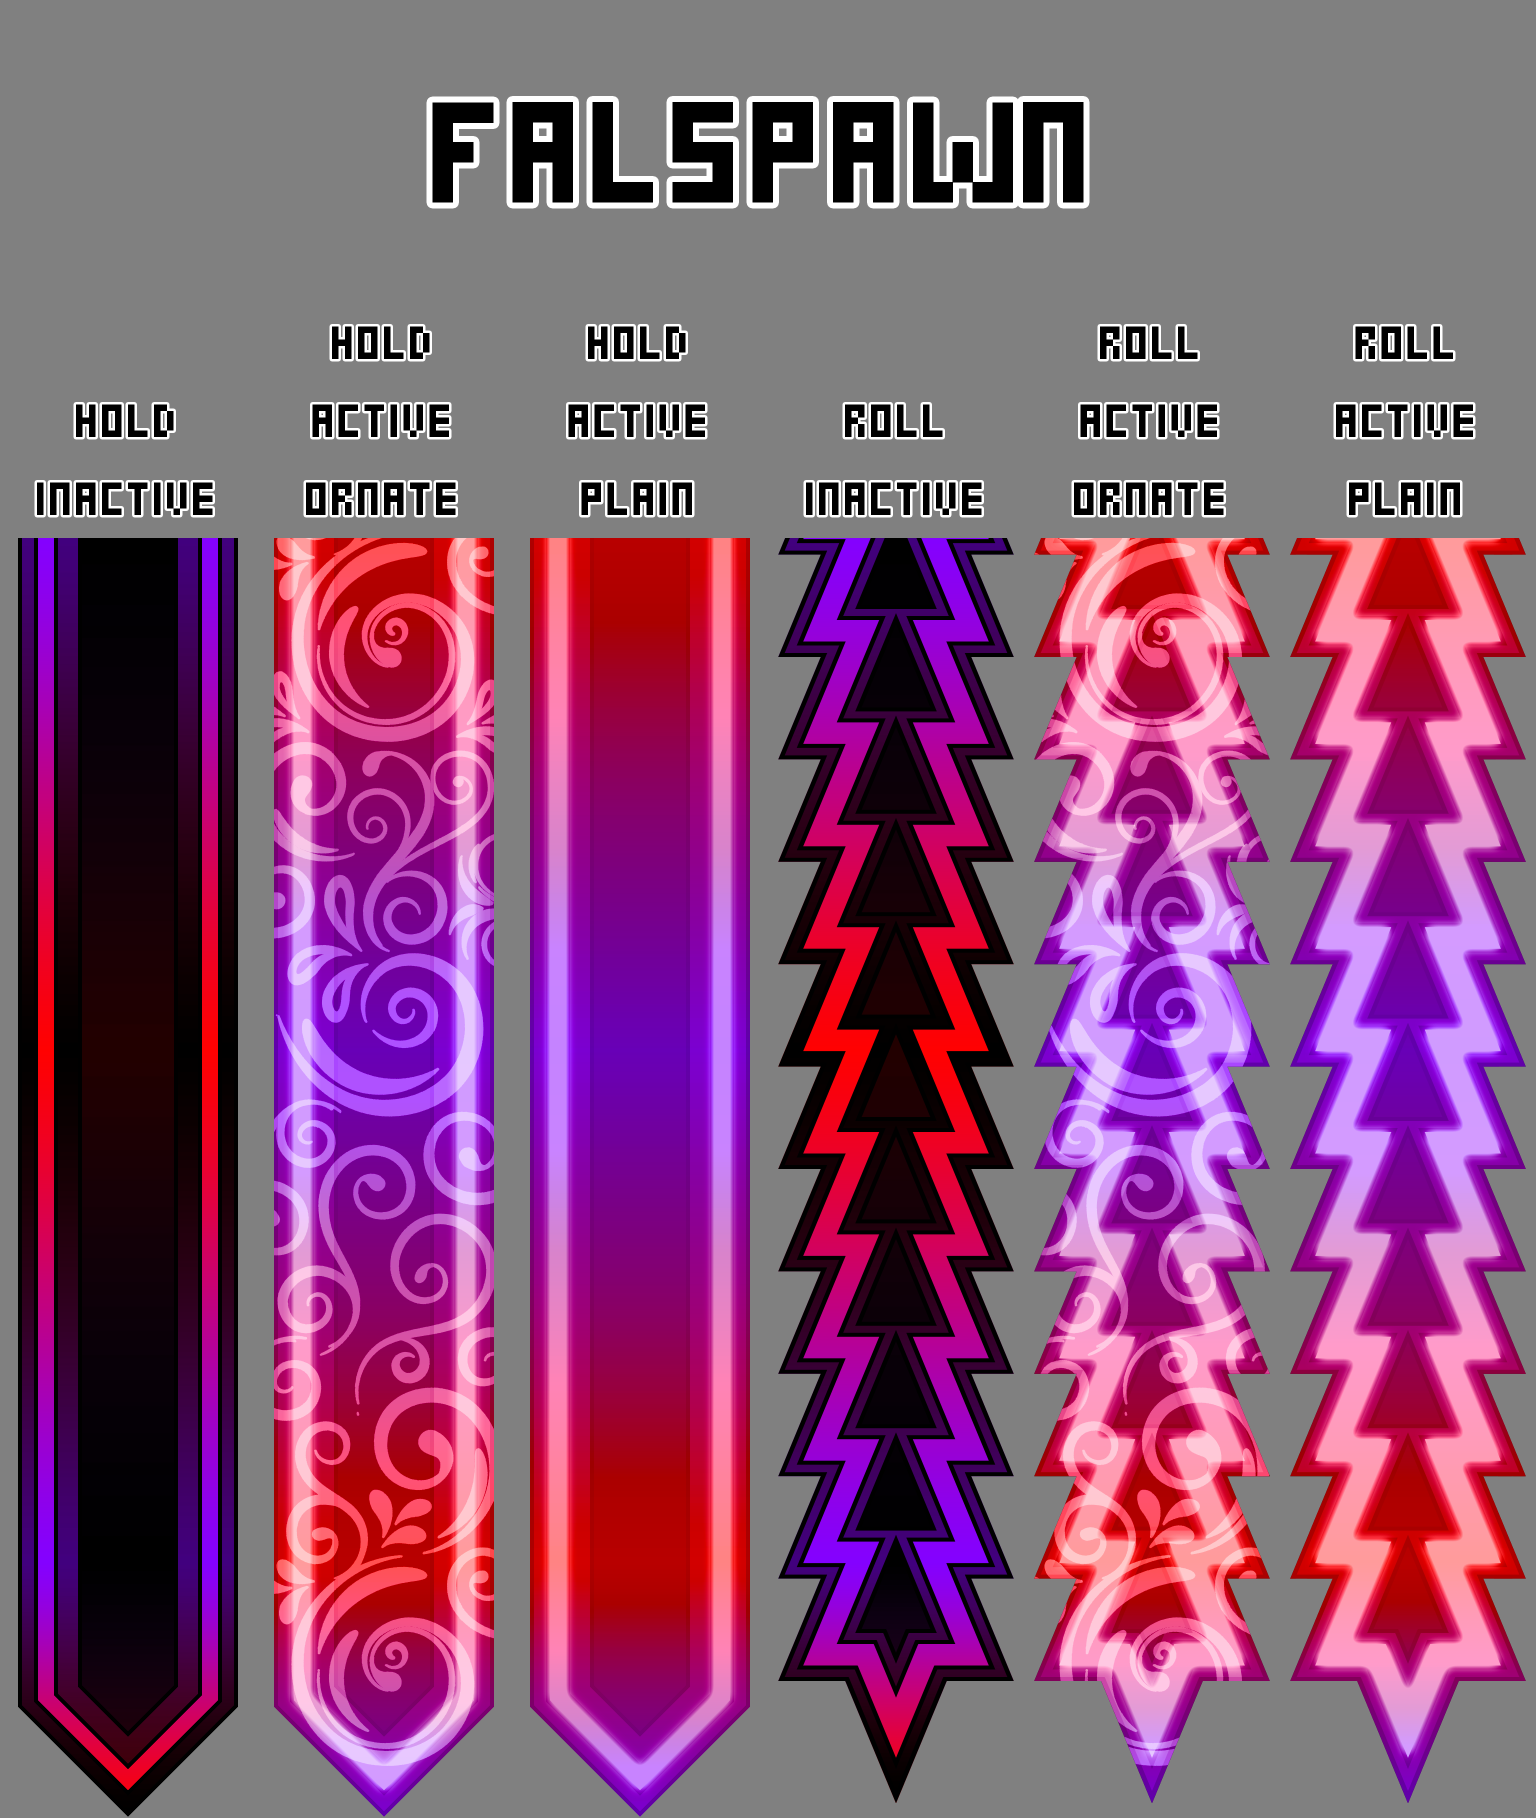 FALSPAWN
HOLD INACTIVE
HOLD ACTIVE ORNATE
HOLD ACTIVE PLAIN
ROLL INACTIVE
ROLL ACTIVE ORNATE
ROLL ACTIVE PLAIN